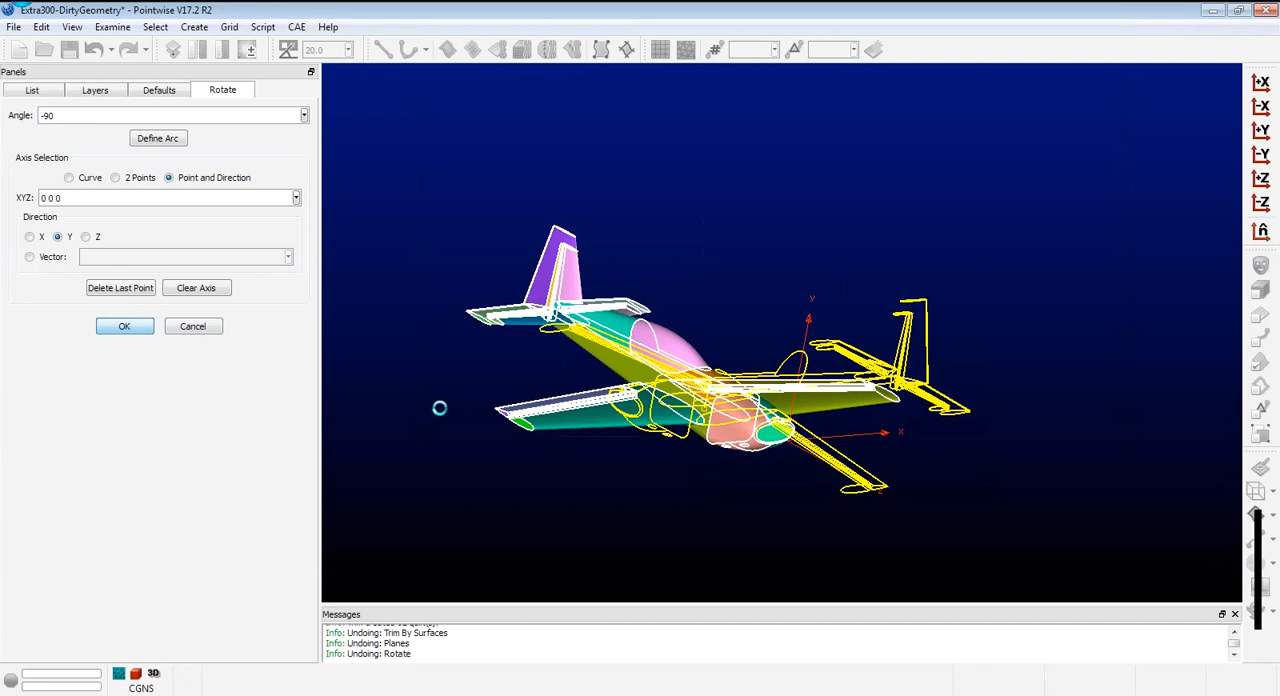 Extra300-DirtyGeometry* - Pointwise V17.2 R2
File Edit View Examine Select Create Grid Script CAE Help
20.0
Panels
List Layers Defaults Rotate
Angle: -90
Define Arc
Axis Selection
Curve 2 Points Point and Direction
XYZ: 0 0 0
Direction
X Y Z
Vector:
Delete Last Point Clear Axis
OK Cancel
y
x
z
+X
-X
+Y
-Y
+Z
-Z
n̂
Messages
Info: Undoing: Trim By Surfaces
Info: Undoing: Planes
Info: Undoing: Rotate
3D
CGNS